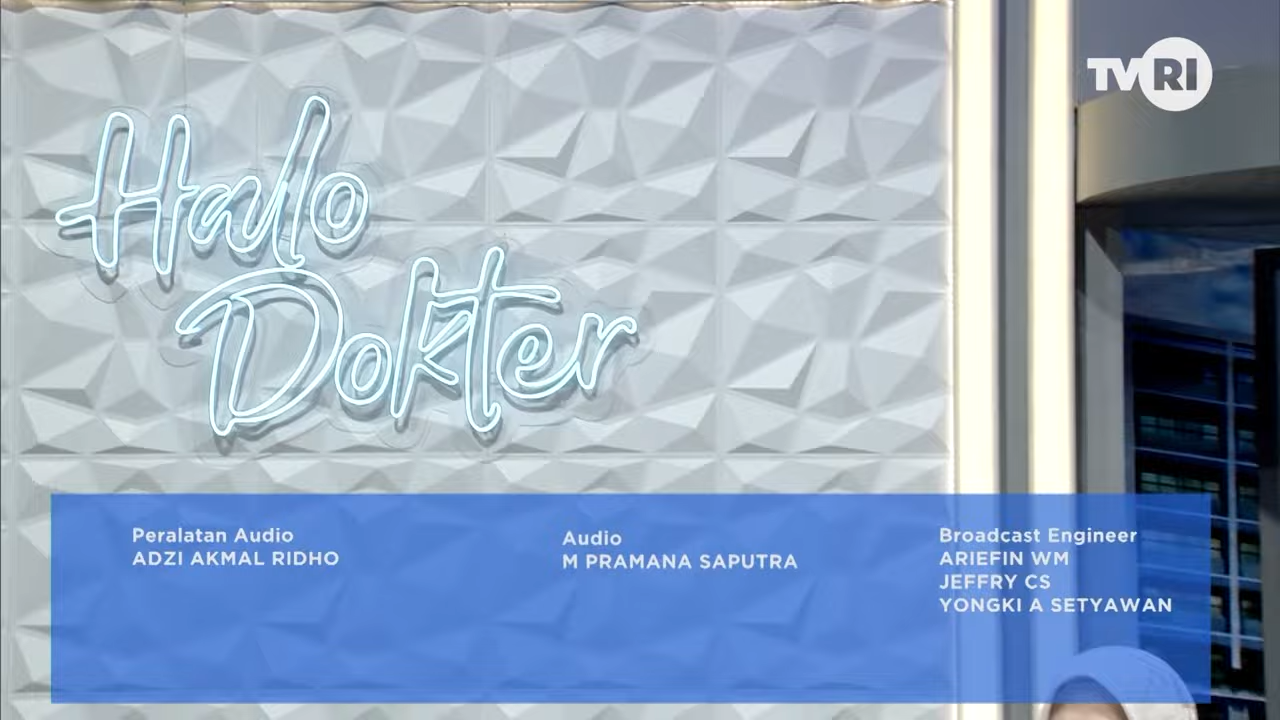 TVRI
Halo
Dokter
Peralatan Audio
ADZI AKMAL RIDHO
Audio
M PRAMANA SAPUTRA
Broadcast Engineer
ARIEFIN WM
JEFFRY CS
YONGKI A SETYAWAN